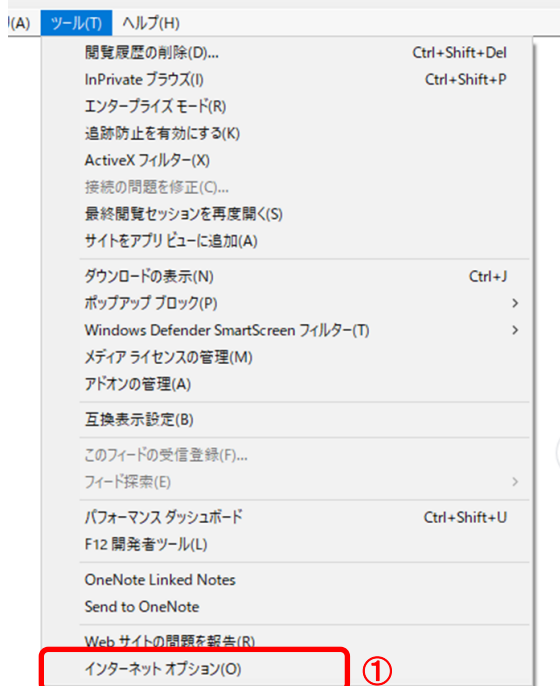 (A) ツール(T) ヘルプ(H)
閲覧履歴の削除(D)... Ctrl+Shift+Del
InPrivate ブラウズ(I) Ctrl+Shift+P
エンタープライズ モード(R)
追跡防止を有効にする(K)
ActiveX フィルター(X)
接続の問題を修正(C)...
最終閲覧セッションを再度開く(S)
サイトをアプリ ビューに追加(A)
ダウンロードの表示(N) Ctrl+J
ポップアップ ブロック(P)
Windows Defender SmartScreen フィルター(T)
メディア ライセンスの管理(M)
アドオンの管理(A)
互換表示設定(B)
このフィードの受信登録(F)...
フィード探索(E)
パフォーマンス ダッシュボード Ctrl+Shift+U
F12 開発者ツール(L)
OneNote Linked Notes
Send to OneNote
Web サイトの問題を報告(R)
インターネット オプション(O) ①